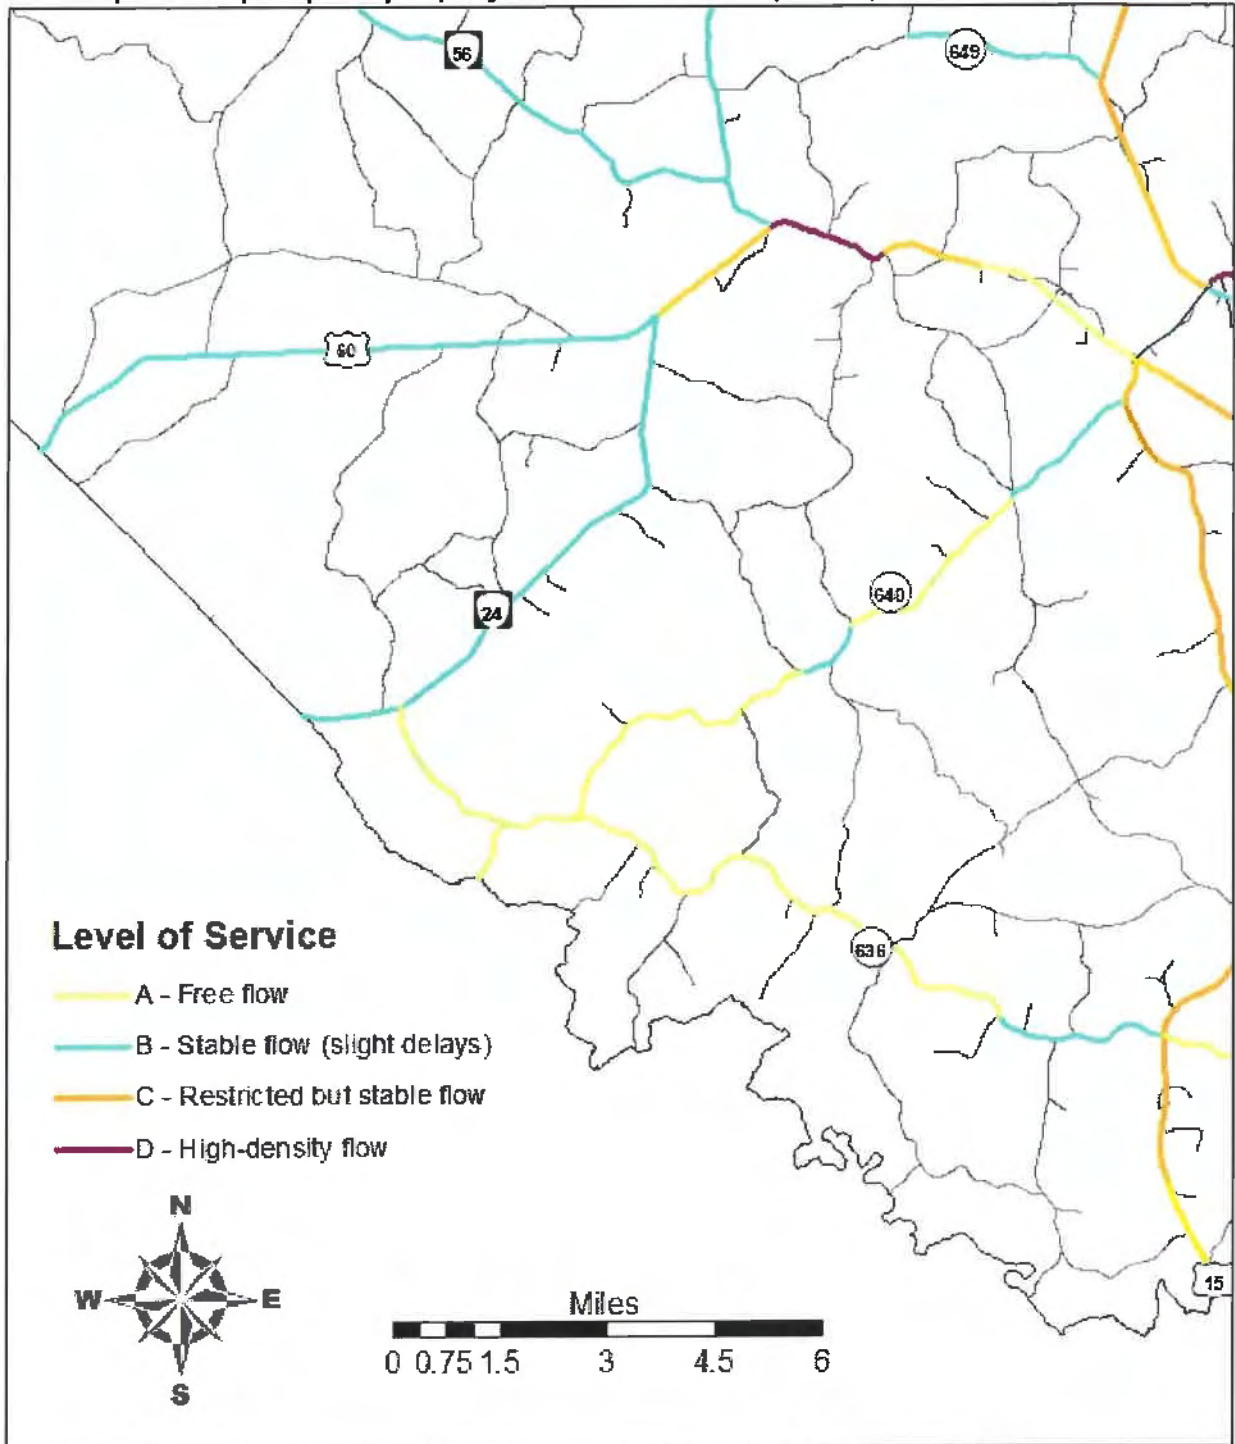 56
649
60
24
640
636
Level of Service
A - Free flow
B - Stable flow (slight delays)
C - Restricted but stable flow
D - High-density flow
N
W E
S
Miles
0 0.75 1.5 3 4.5 6
15